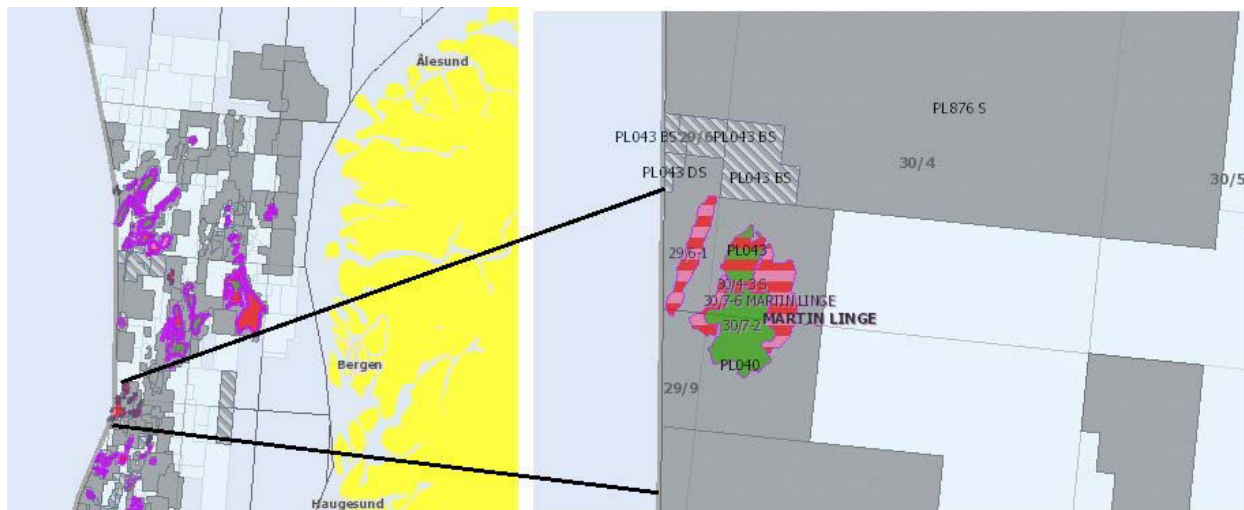 Ålesund
Bergen
Haugesund
PL876 S
PL043 BS 29/6 PL043 BS
30/4
PL043 DS
PL043 BS
30/5
29/6-1
PL043
30/4-3 S
30/7-6 MARTIN LINGE
MARTIN LINGE
30/7-2
PL040
29/9